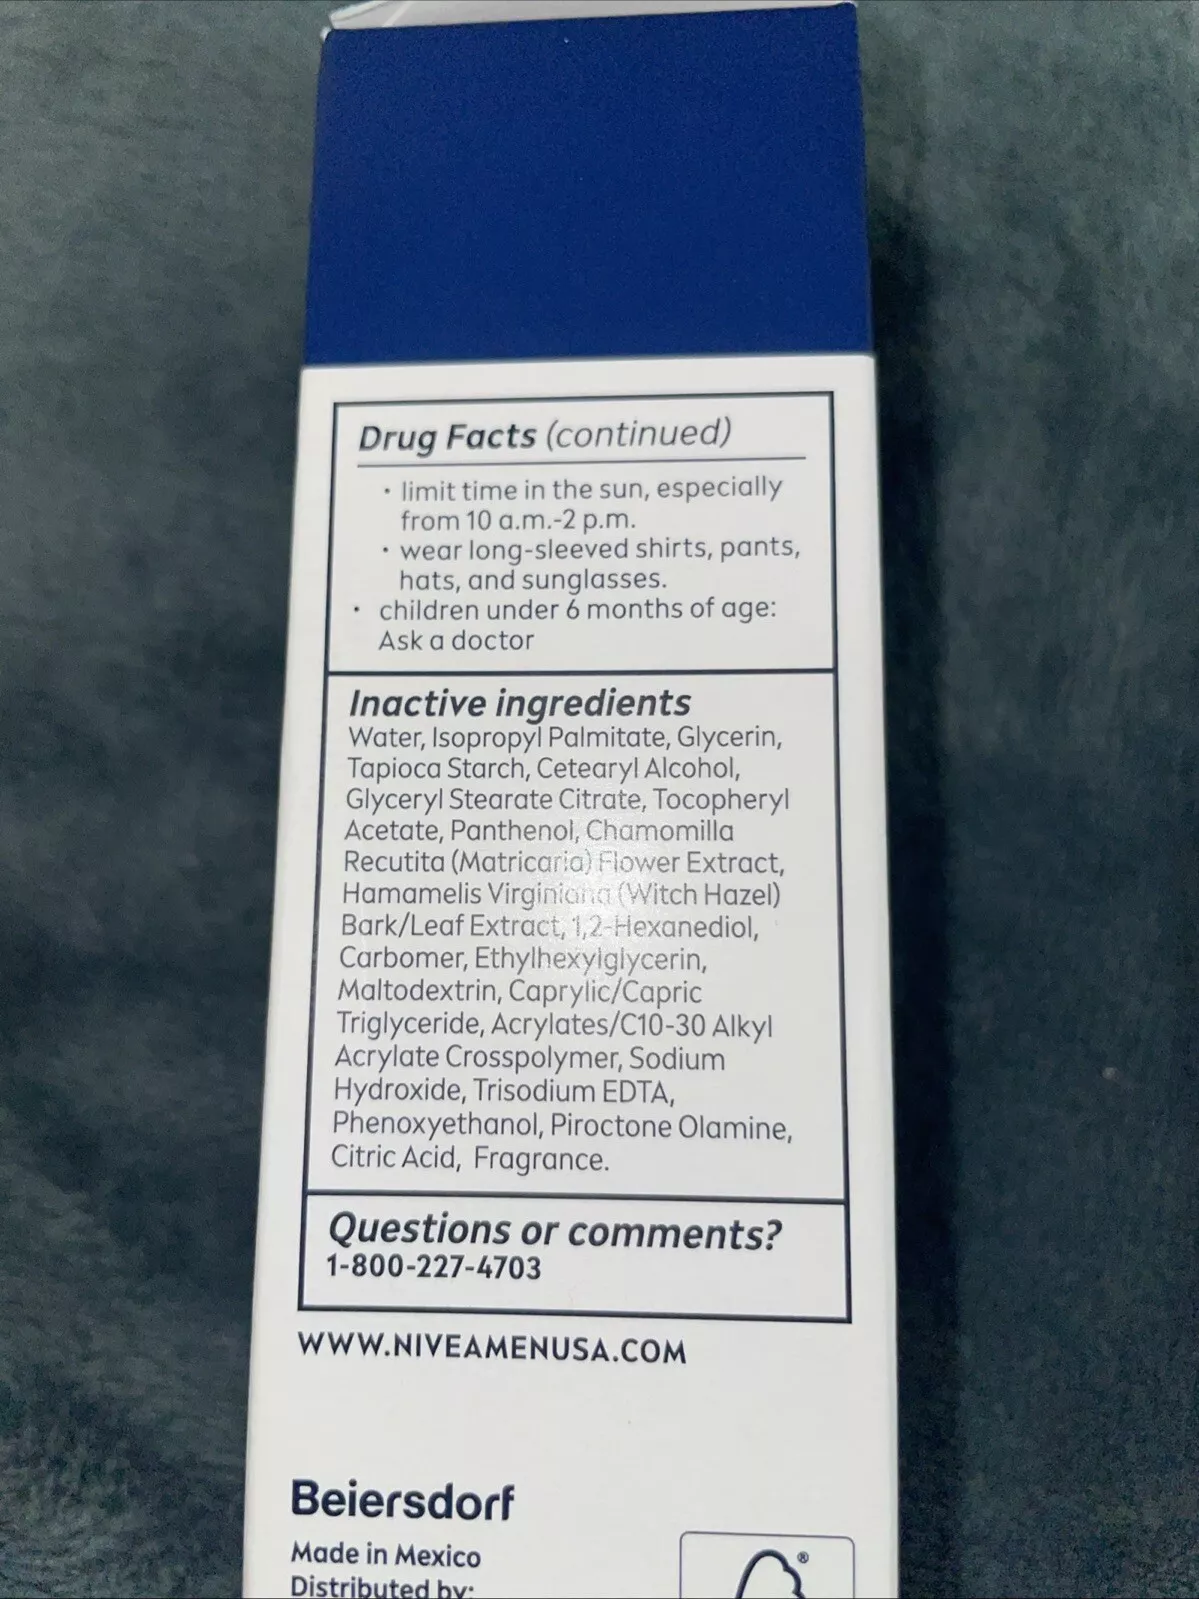 Drug Facts (continued)
• limit time in the sun, especially
from 10 a.m.-2 p.m.
• wear long-sleeved shirts, pants,
hats, and sunglasses.
• children under 6 months of age:
Ask a doctor
Inactive ingredients
Water, Isopropyl Palmitate, Glycerin,
Tapioca Starch, Cetearyl Alcohol,
Glyceryl Stearate Citrate, Tocopheryl
Acetate, Panthenol, Chamomilla
Recutita (Matricaria) Flower Extract,
Hamamelis Virginiana (Witch Hazel)
Bark/Leaf Extract, 1,2-Hexanediol,
Carbomer, Ethylhexylglycerin,
Maltodextrin, Caprylic/Capric
Triglyceride, Acrylates/C10-30 Alkyl
Acrylate Crosspolymer, Sodium
Hydroxide, Trisodium EDTA,
Phenoxyethanol, Piroctone Olamine,
Citric Acid, Fragrance.
Questions or comments?
1-800-227-4703
WWW.NIVEAMENUSA.COM
Beiersdorf
Made in Mexico
Distributed by:
®